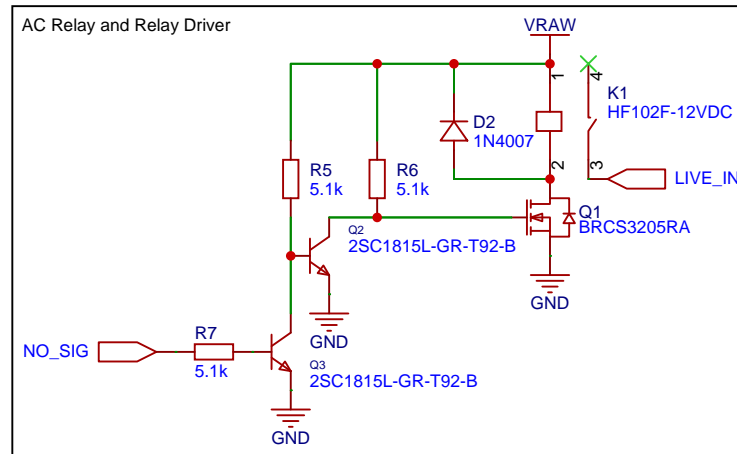 AC Relay and Relay Driver
VRAW
1
4
K1
HF102F-12VDC
D2
1N4007
R5
5.1k
R6
5.1k
2
3
LIVE_IN
Q1
BRCS3205RA
Q2
2SC1815L-GR-T92-B
GND
GND
NO_SIG
R7
5.1k
Q3
2SC1815L-GR-T92-B
GND